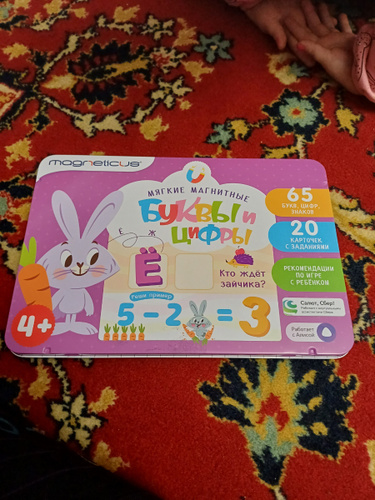 magneticus
МЯГКИЕ МАГНИТНЫЕ
БУКВЫ и
ЦИФРЫ
Е Ж
Ё
Кто ждёт
зайчика?
Реши пример
5-2 =3
4+
65
БУКВ, ЦИФР,
ЗНАКОВ
20
КАРТОЧЕК
С ЗАДАНИЯМИ
РЕКОМЕНДАЦИИ
ПО ИГРЕ
С РЕБЁНКОМ
Салют, Сбер!
Работает
с Алисой